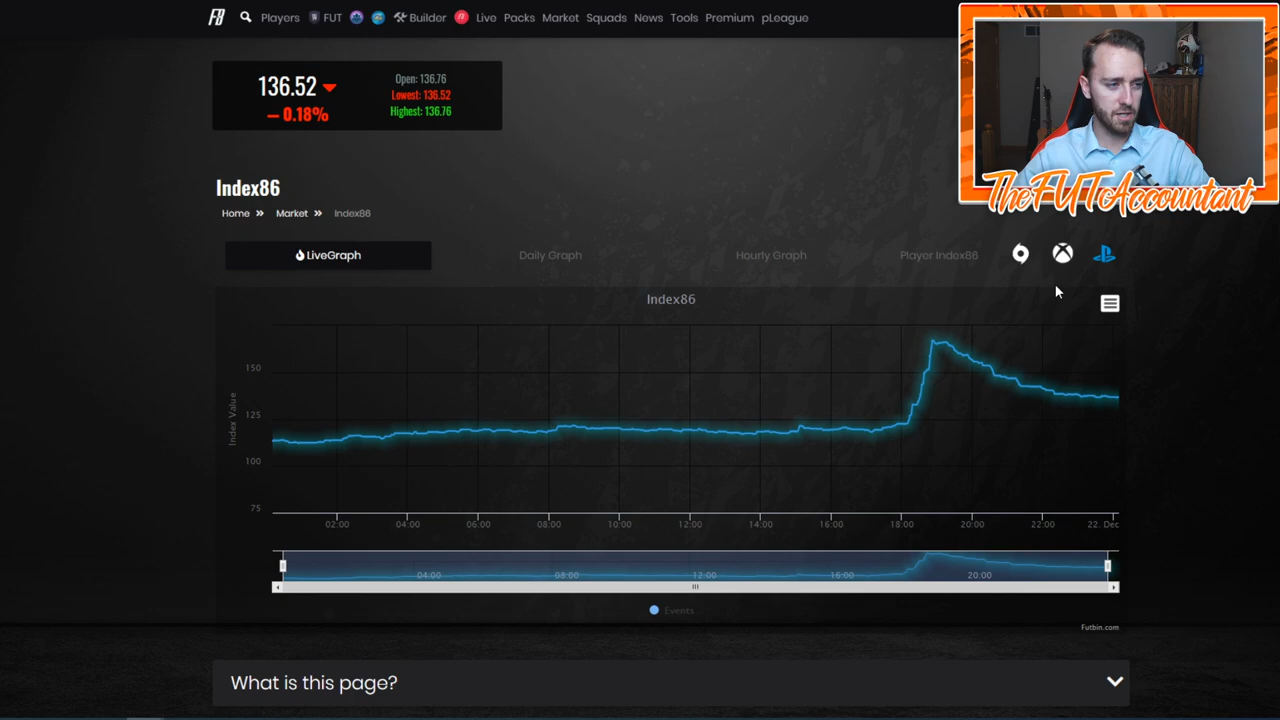 FB Players FUT Builder Live Packs Market Squads News Tools Premium pLeague
136.52
— 0.18%
Open: 136.76
Lowest: 136.52
Highest: 136.76
TheFUTAccountant
Index86
Home » Market » Index86
LiveGraph Daily Graph Hourly Graph Player Index86
Index86
Index Value
150
125
100
75
02:00 04:00 06:00 08:00 10:00 12:00 14:00 16:00 18:00 20:00 22:00 22. Dec
04:00 08:00 12:00 16:00 20:00
Events
Futbin.com
What is this page?